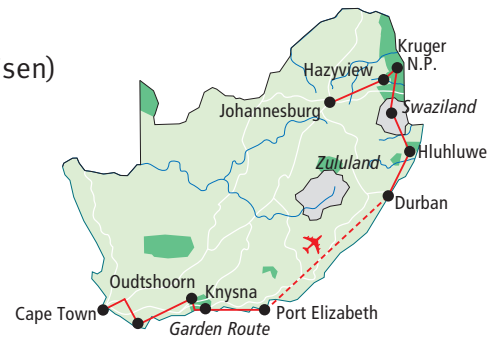 sen)
Kruger
N.P.
Hazyview
Johannesburg
Swaziland
Zululand
Hluhluwe
Durban
Oudtshoorn
Knysna
Cape Town
Port Elizabeth
Garden Route